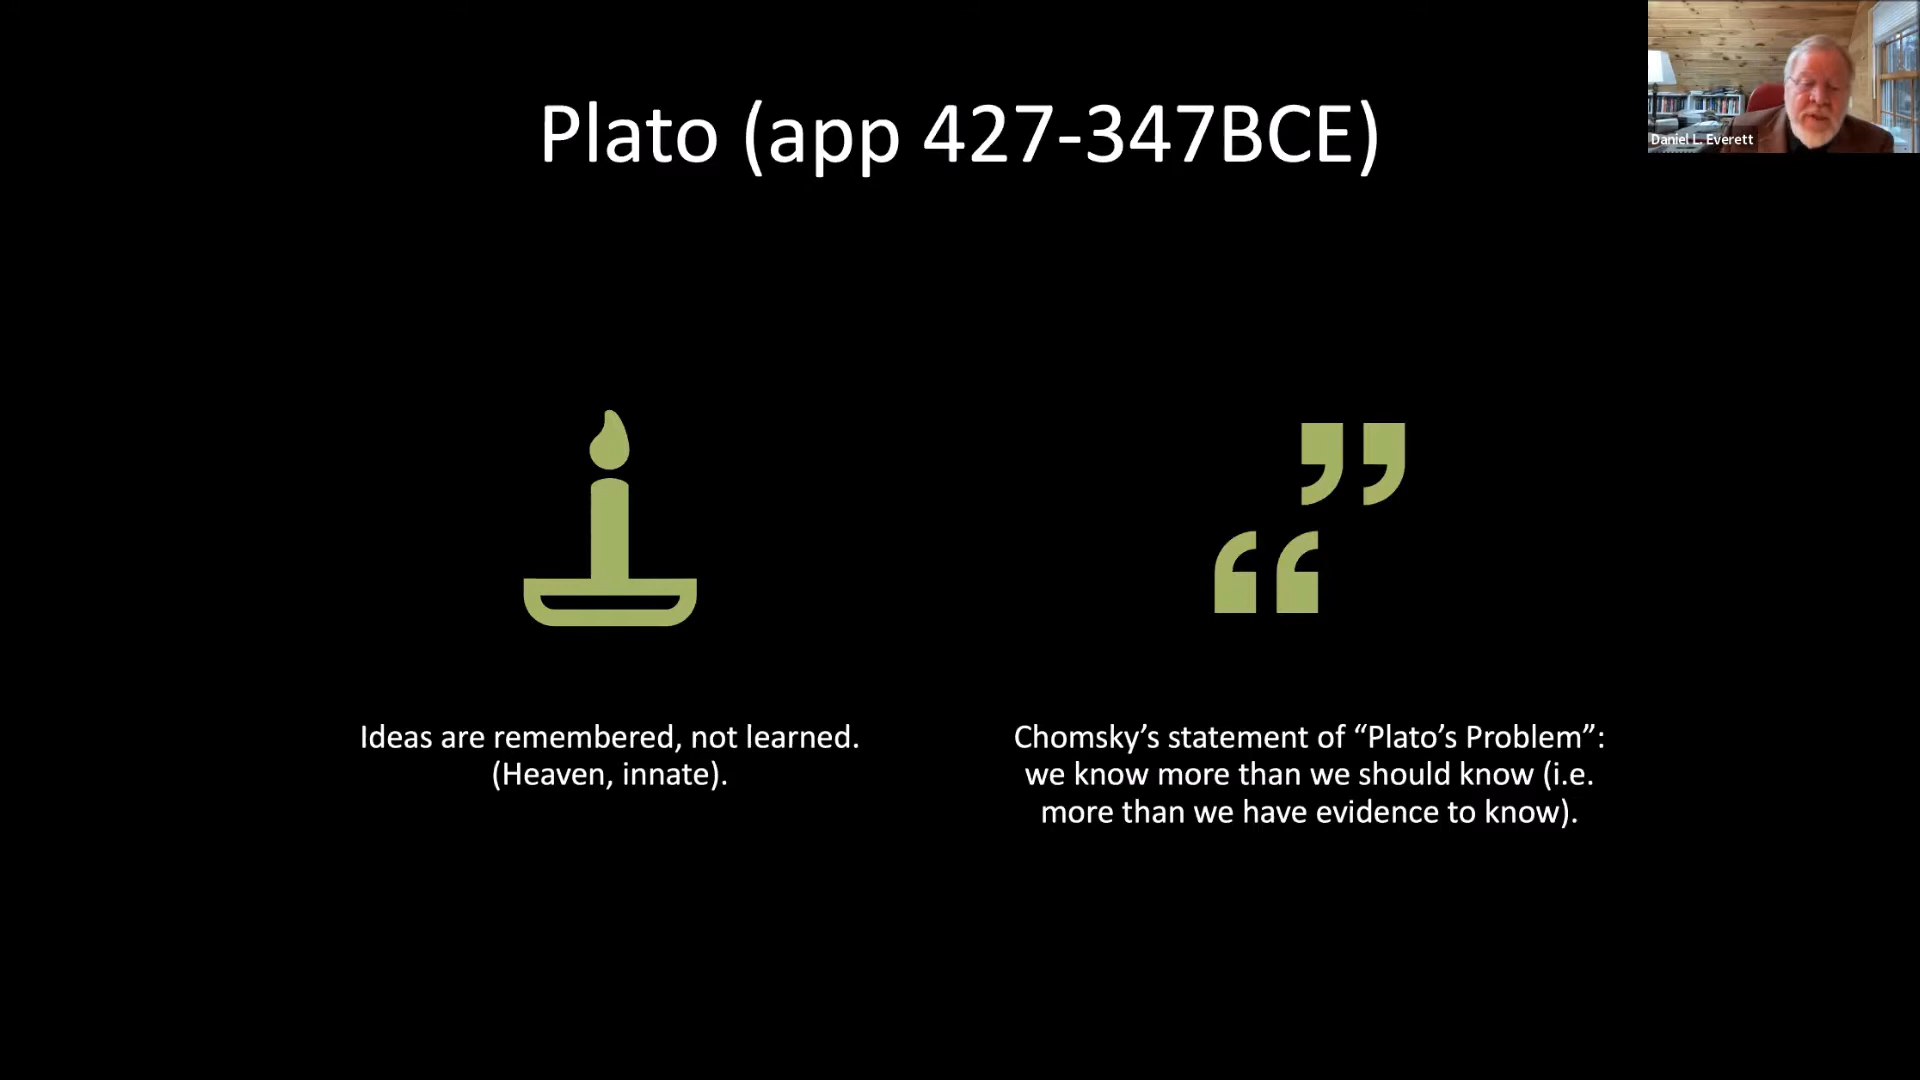 Plato (app 427-347BCE)
Daniel L. Everett
Ideas are remembered, not learned.
(Heaven, innate).
Chomsky’s statement of “Plato’s Problem”:
we know more than we should know (i.e.
more than we have evidence to know).